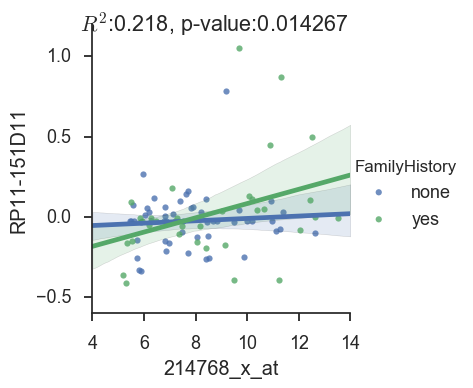 R²:0.218, p-value:0.014267
1.0
0.5
0.0
−0.5
RP11-151D11
4 6 8 10 12 14
214768_x_at
FamilyHistory
none
yes